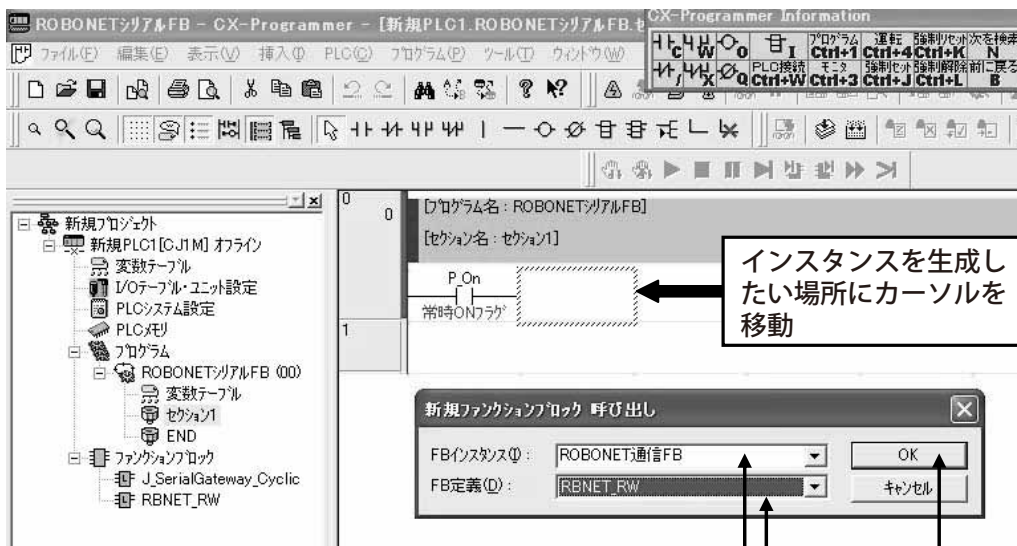 ROBONETシリアルFB - CX-Programmer - [新規PLC1.ROBONETシリアルFB.セ
CX-Programmer Information
ファイル(F) 編集(E) 表示(V) 挿入(I) PLC(C) プログラム(P) ツール(T) ウィンドウ(W)
C W O I プログラム Ctrl+1 運転 Ctrl+4 強制リセット Ctrl+K 次を検索 N
/ X Q PLC接続 Ctrl+W モニタ Ctrl+3 強制セット Ctrl+J 強制解除 Ctrl+L 前に戻る B
新規プロジェクト
新規PLC1[CJ1M] オフライン
変数テーブル
I/Oテーブル・ユニット設定
PLCシステム設定
PLCメモリ
プログラム
ROBONETシリアルFB (00)
変数テーブル
セクション1
END
ファンクションブロック
J_SerialGateway_Cyclic
RBNET_RW
0
0
[プログラム名 : ROBONETシリアルFB]
[セクション名 : セクション1]
P_On
常時ONフラグ
1
インスタンスを生成し
たい場所にカーソルを
移動
新規ファンクションブロック 呼び出し
FBインスタンス(I) : ROBONET通信FB OK
FB定義(D) : RBNET_RW キャンセル